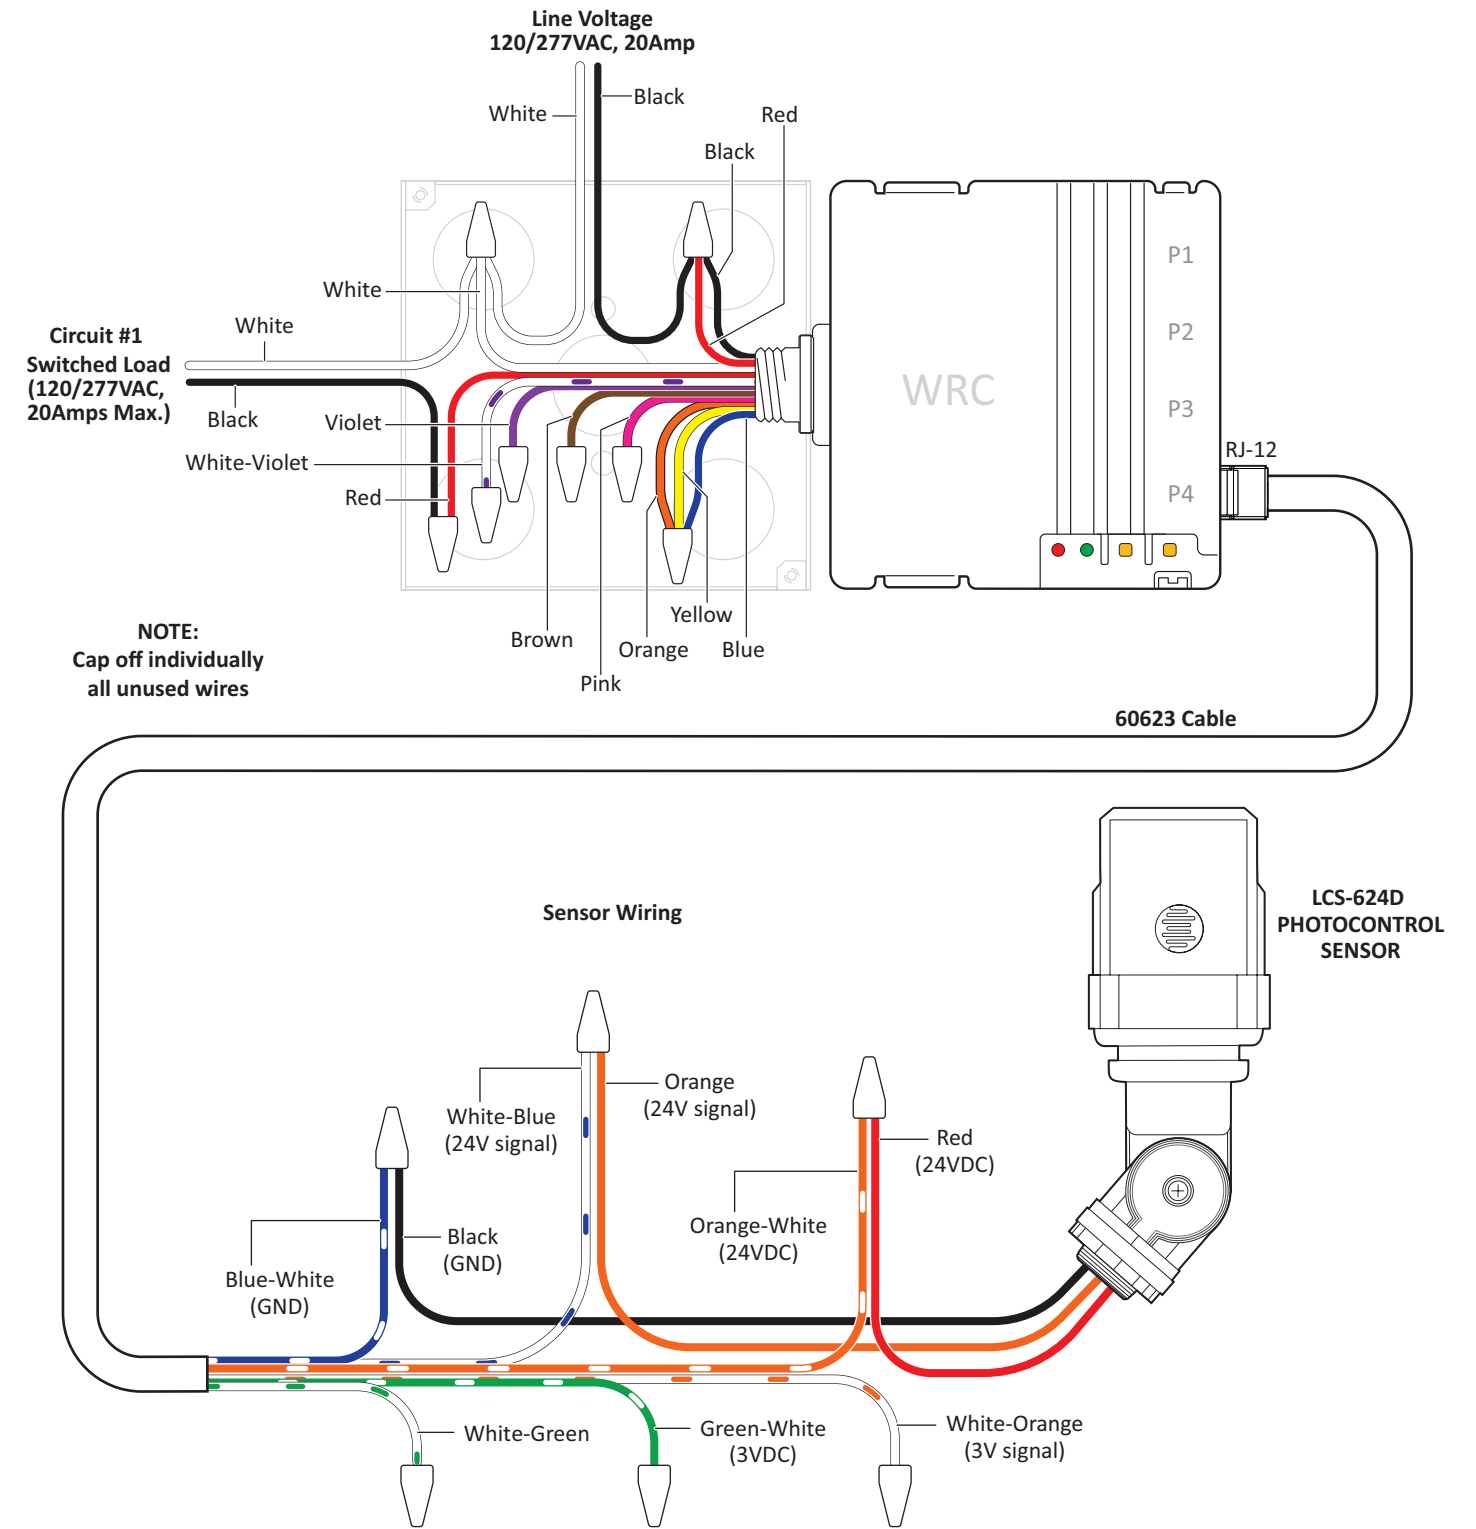 Line Voltage
120/277VAC, 20Amp
Black
White
Red
Black
White
White
Circuit #1
Switched Load
(120/277VAC,
20Amps Max.)
Black
Violet
White-Violet
Red
WRC
P1
P2
P3
P4
RJ-12
Yellow
Brown
Orange
Blue
Pink
NOTE:
Cap off individually
all unused wires
60623 Cable
Sensor Wiring
LCS-624D
PHOTOCONTROL
SENSOR
White-Blue
(24V signal)
Orange
(24V signal)
Red
(24VDC)
Orange-White
(24VDC)
Black
(GND)
Blue-White
(GND)
White-Green
Green-White
(3VDC)
White-Orange
(3V signal)